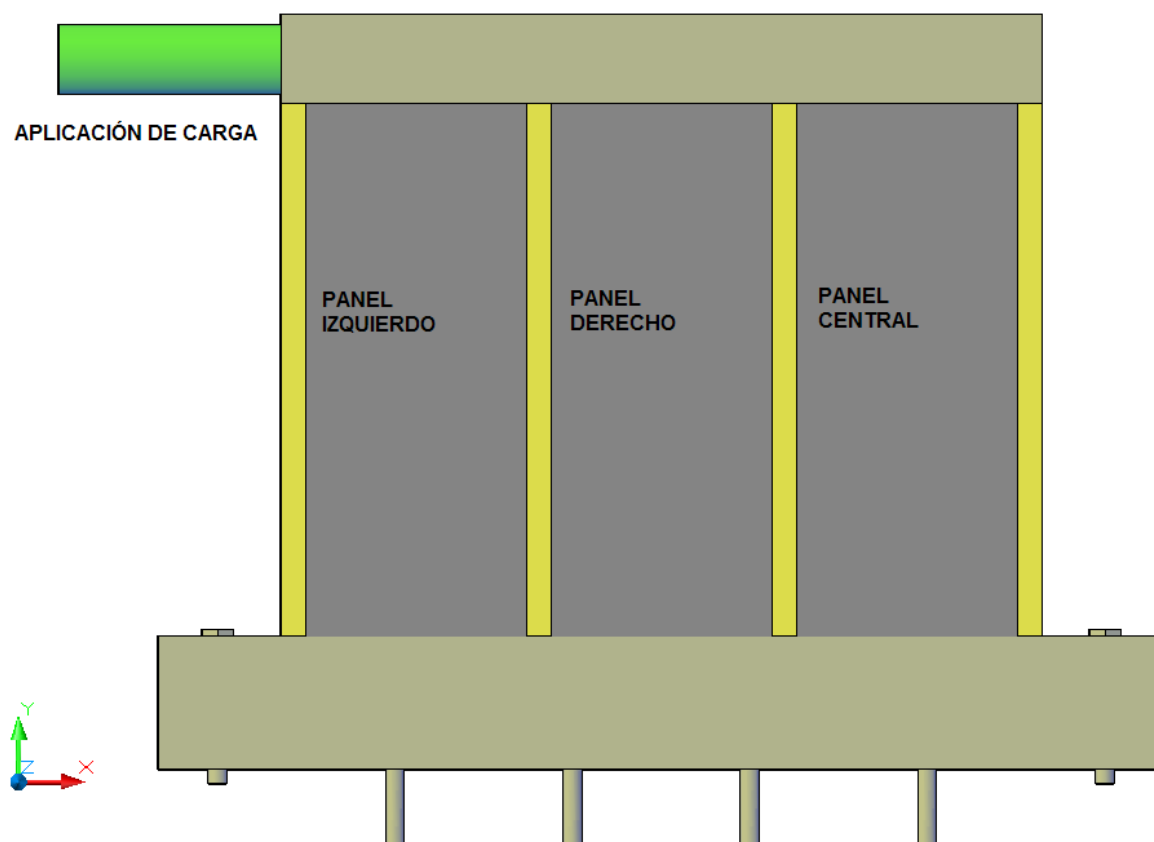 APLICACIÓN DE CARGA
PANEL
IZQUIERDO
PANEL
DERECHO
PANEL
CENTRAL
Y
Z
X